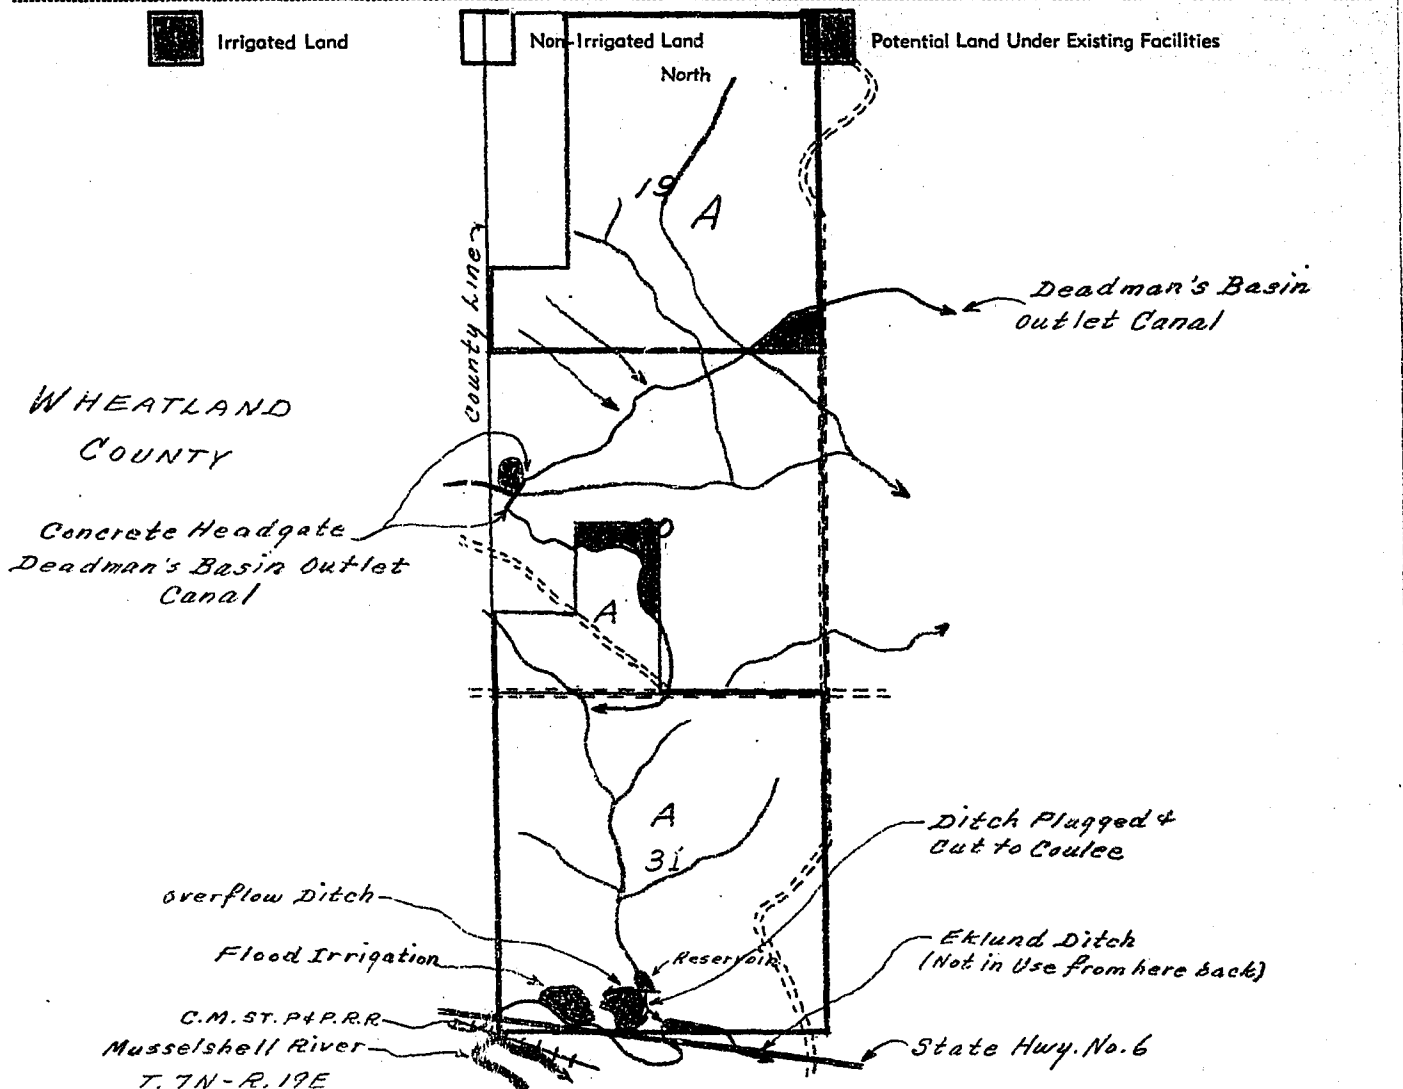 Irrigated Land
Non-Irrigated Land
Potential Land Under Existing Facilities
North
19
A
County Line
Deadman's Basin
Outlet Canal
WHEATLAND
COUNTY
Concrete Headgate
Deadman's Basin Outlet
Canal
30
A
A
31
Ditch Plugged &
Cut to Coulee
Overflow Ditch
Flood Irrigation
Reservoir
Eklund Ditch
(Not in Use from here back)
C.M. ST. P & P. R.R
Musselshell River
State Hwy. No. 6
T. 7N - R. 19E